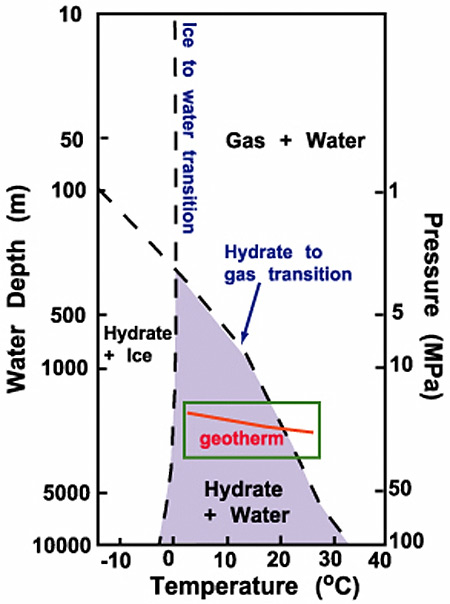 10
50
100
500
1000
5000
10000
Water Depth (m)
Ice to water transition
Gas + Water
Hydrate to
gas transition
Hydrate
+ Ice
geotherm
Hydrate
+ Water
1
5
10
50
100
Pressure (MPa)
-10 0 10 20 30 40
Temperature (ºC)